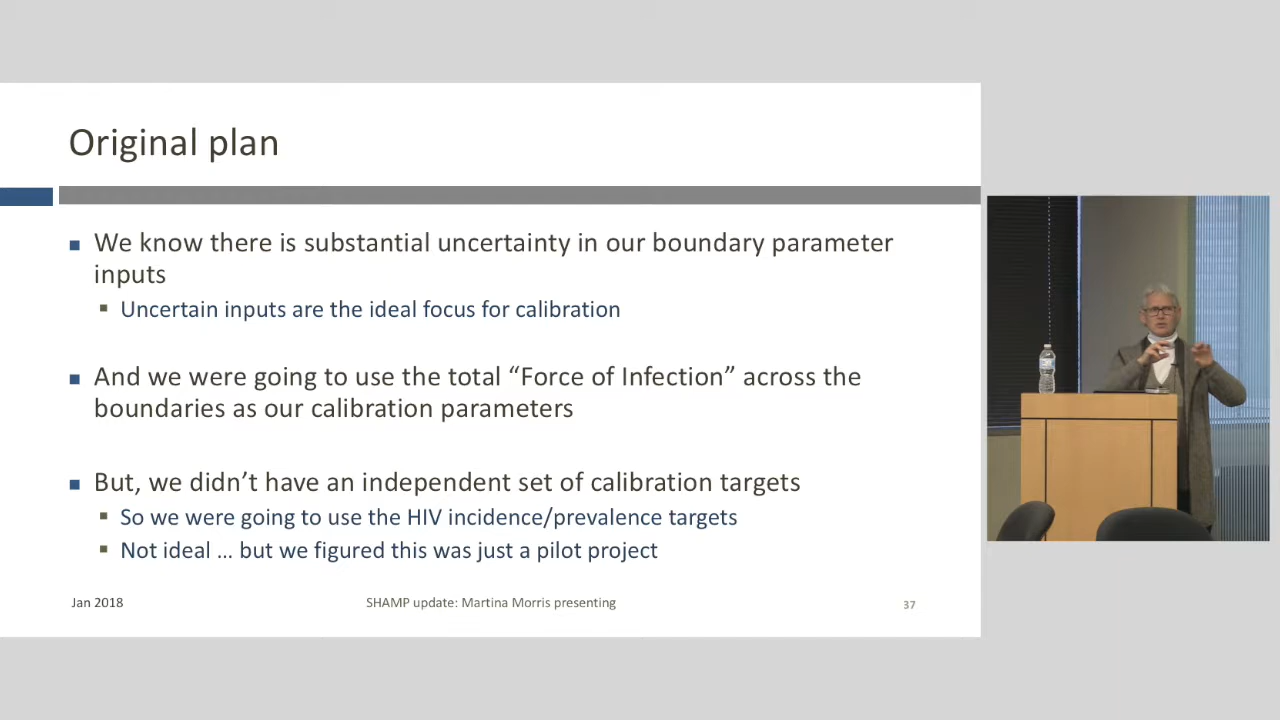 Original plan
We know there is substantial uncertainty in our boundary parameter
inputs
Uncertain inputs are the ideal focus for calibration
And we were going to use the total “Force of Infection” across the
boundaries as our calibration parameters
But, we didn’t have an independent set of calibration targets
So we were going to use the HIV incidence/prevalence targets
Not ideal … but we figured this was just a pilot project
Jan 2018
SHAMP update: Martina Morris presenting
37